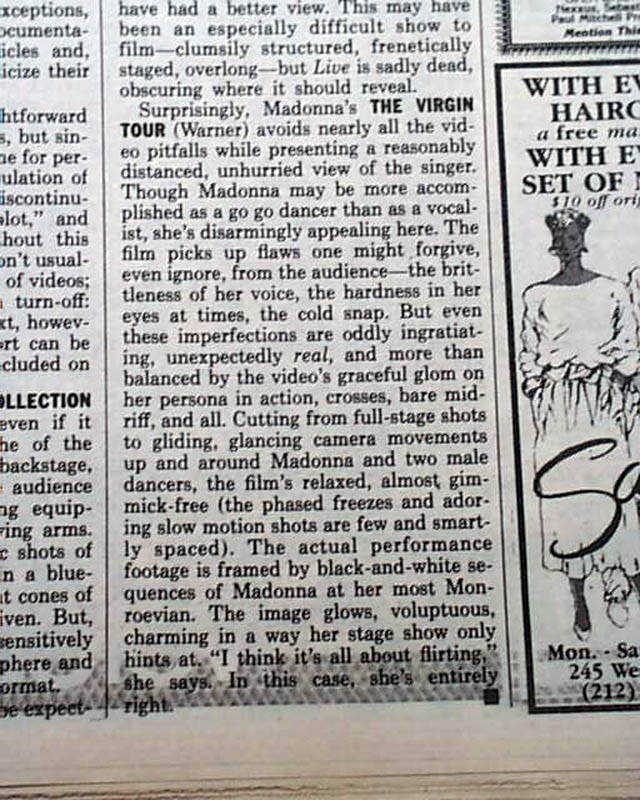 xceptions,
ocumenta-
icles and,
icize their
htforward
s, but sin-
ne for per-
ulation of
iscontinu-
plot," and
hout this
on't usual-
of videos;
turn-off:
xt, howev-
ert can be
cluded on
OLLECTION
even if it
he of the
backstage,
audience
ng equip-
ving arms.
c shots of
n a blue-
t cones of
iven. But,
sensitively
phere and
ormat.
be expect-
have had a better view. This may have
been an especially difficult show to
film—clumsily structured, frenetically
staged, overlong—but Live is sadly dead,
obscuring where it should reveal.
Surprisingly, Madonna's THE VIRGIN
TOUR (Warner) avoids nearly all the vid-
eo pitfalls while presenting a reasonably
distanced, unhurried view of the singer.
Though Madonna may be more accom-
plished as a go go dancer than as a vocal-
ist, she's disarmingly appealing here. The
film picks up flaws one might forgive,
even ignore, from the audience—the brit-
tleness of her voice, the hardness in her
eyes at times, the cold snap. But even
these imperfections are oddly ingratiat-
ing, unexpectedly real, and more than
balanced by the video's graceful glom on
her persona in action, crosses, bare mid-
riff, and all. Cutting from full-stage shots
to gliding, glancing camera movements
up and around Madonna and two male
dancers, the film's relaxed, almost gim-
mick-free (the phased freezes and ador-
ing slow motion shots are few and smart-
ly spaced). The actual performance
footage is framed by black-and-white se-
quences of Madonna at her most Mon-
roevian. The image glows, voluptuous,
charming in a way her stage show only
hints at. "I think it's all about flirting,"
she says. In this case, she's entirely
right.
Nexxus, Sebas
Paul Mitchell P
Mention Thi
WITH EV
HAIRC
a free ma
WITH EV
SET OF N
$10 off orig
Sa
Mon. - Sa
245 We
(212)